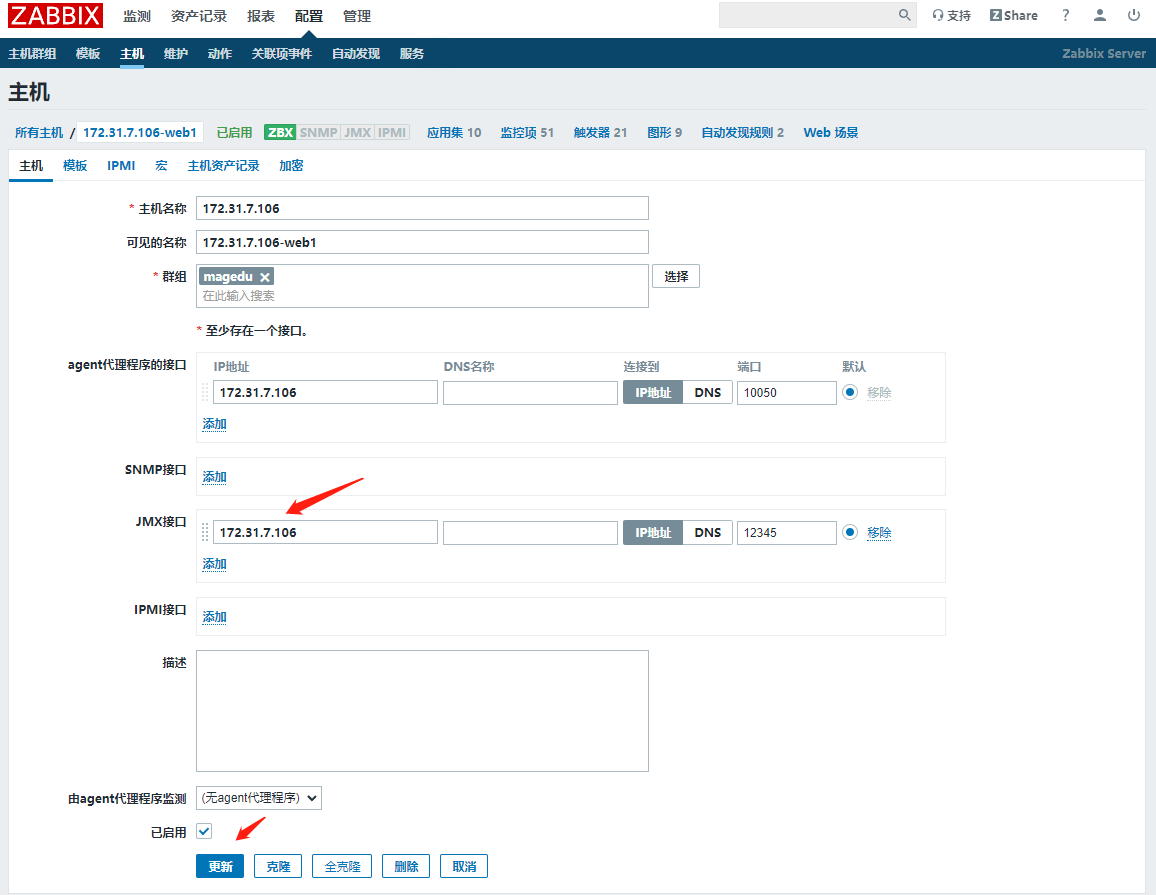 ZABBIX 监测 资产记录 报表 配置 管理 支持 Z Share ?
主机群组 模板 主机 维护 动作 关联项事件 自动发现 服务 Zabbix Server
主机
所有主机 / 172.31.7.106-web1 已启用 ZBX SNMP JMX IPMI 应用集 10 监控项 51 触发器 21 图形 9 自动发现规则 2 Web 场景
主机 模板 IPMI 宏 主机资产记录 加密
* 主机名称 172.31.7.106
可见的名称 172.31.7.106-web1
* 群组 magedu 选择
在此输入搜索
* 至少存在一个接口。
agent代理程序的接口 IP地址 DNS名称 连接到 端口 默认
172.31.7.106 IP地址 DNS 10050 移除
添加
SNMP接口 添加
JMX接口 172.31.7.106 IP地址 DNS 12345 移除
添加
IPMI接口 添加
描述
由agent代理程序监测 (无agent代理程序)
已启用
更新 克隆 全克隆 删除 取消